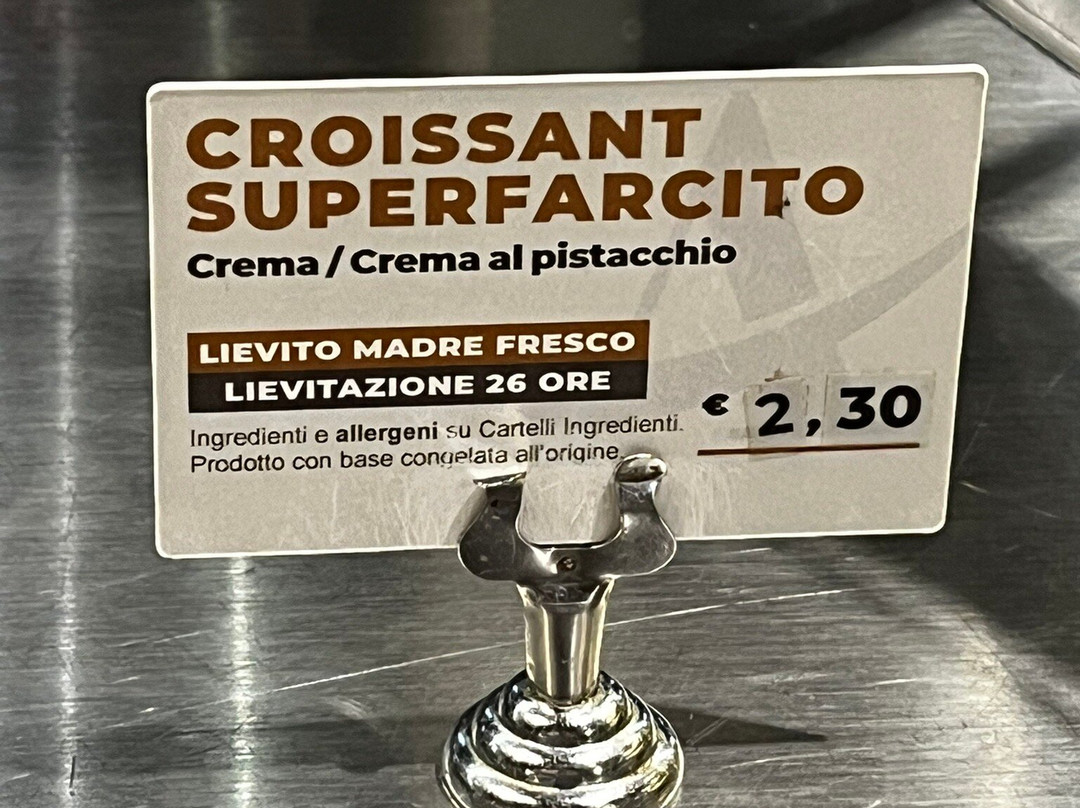 CROISSANT
SUPERFARCITO
Crema / Crema al pistacchio
LIEVITO MADRE FRESCO
LIEVITAZIONE 26 ORE
Ingredienti e allergeni su Cartelli Ingredienti.
Prodotto con base congelata all'origine.
€ 2,30